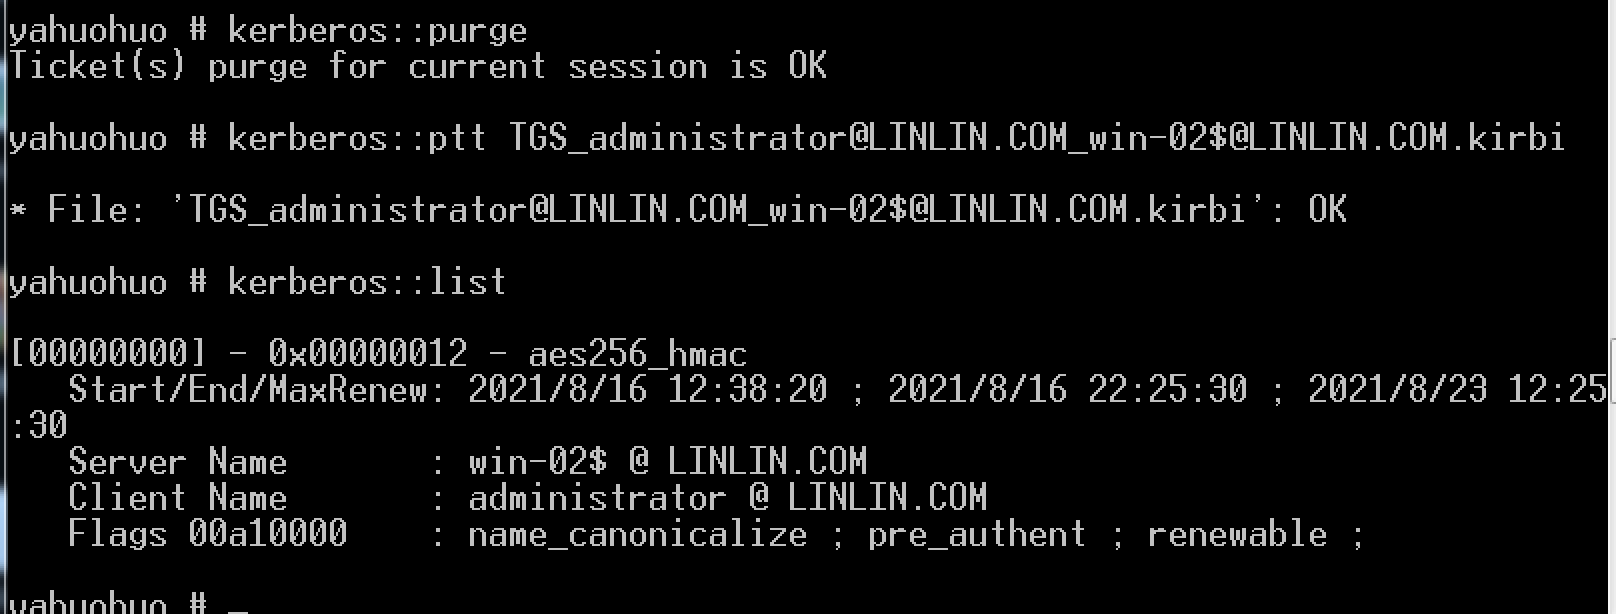 yahuohuo # kerberos::purge
Ticket(s) purge for current session is OK
yahuohuo # kerberos::ptt TGS_administrator@LINLIN.COM_win-02$@LINLIN.COM.kirbi
* File: 'TGS_administrator@LINLIN.COM_win-02$@LINLIN.COM.kirbi': OK
yahuohuo # kerberos::list
[00000000] - 0x00000012 - aes256_hmac
Start/End/MaxRenew: 2021/8/16 12:38:20 ; 2021/8/16 22:25:30 ; 2021/8/23 12:25
:30
Server Name : win-02$ @ LINLIN.COM
Client Name : administrator @ LINLIN.COM
Flags 00a10000 : name_canonicalize ; pre_authent ; renewable ;
yahuohuo # _